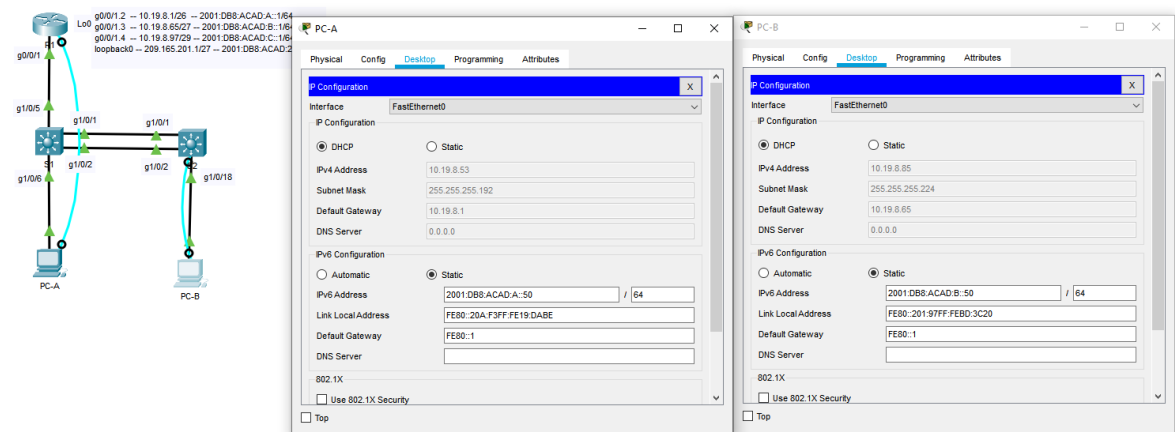 Lo0
g0/0/1.2 -- 10.19.8.1/26 -- 2001:DB8:ACAD:A::1/64
g0/0/1.3 -- 10.19.8.65/27 -- 2001:DB8:ACAD:B::1/64
g0/0/1.4 -- 10.19.8.97/29 -- 2001:DB8:ACAD:C::1/64
loopback0 -- 209.165.201.1/27 -- 2001:DB8:ACAD:2
R1
g0/0/1
g1/0/5
g1/0/1
g1/0/1
S1
g1/0/2
g1/0/2
g1/0/6
g1/0/18
PC-A
PC-B
PC-A
Physical Config Desktop Programming Attributes
IP Configuration X
Interface FastEthernet0
IP Configuration
DHCP Static
IPv4 Address 10.19.8.53
Subnet Mask 255.255.255.192
Default Gateway 10.19.8.1
DNS Server 0.0.0.0
IPv6 Configuration
Automatic Static
IPv6 Address 2001:DB8:ACAD:A::50 / 64
Link Local Address FE80::20A:F3FF:FE19:DABE
Default Gateway FE80::1
DNS Server
802.1X
Use 802.1X Security
Top
PC-B
Physical Config Desktop Programming Attributes
IP Configuration X
Interface FastEthernet0
IP Configuration
DHCP Static
IPv4 Address 10.19.8.85
Subnet Mask 255.255.255.224
Default Gateway 10.19.8.65
DNS Server 0.0.0.0
IPv6 Configuration
Automatic Static
IPv6 Address 2001:DB8:ACAD:B::50 / 64
Link Local Address FE80::201:97FF:FEBD:3C20
Default Gateway FE80::1
DNS Server
802.1X
Use 802.1X Security
Top